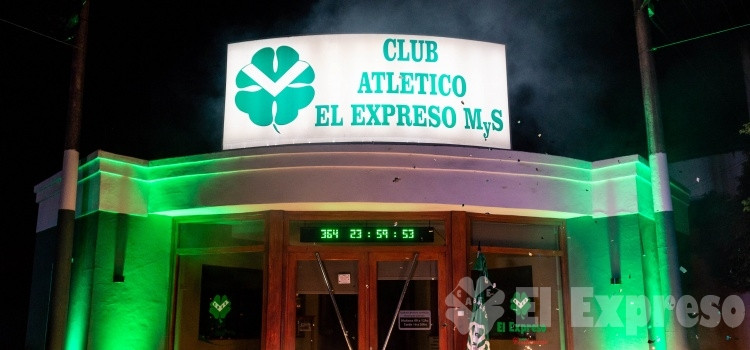 CLUB
ATLETICO
EL EXPRESO MyS
364 23:59:53
El Expreso